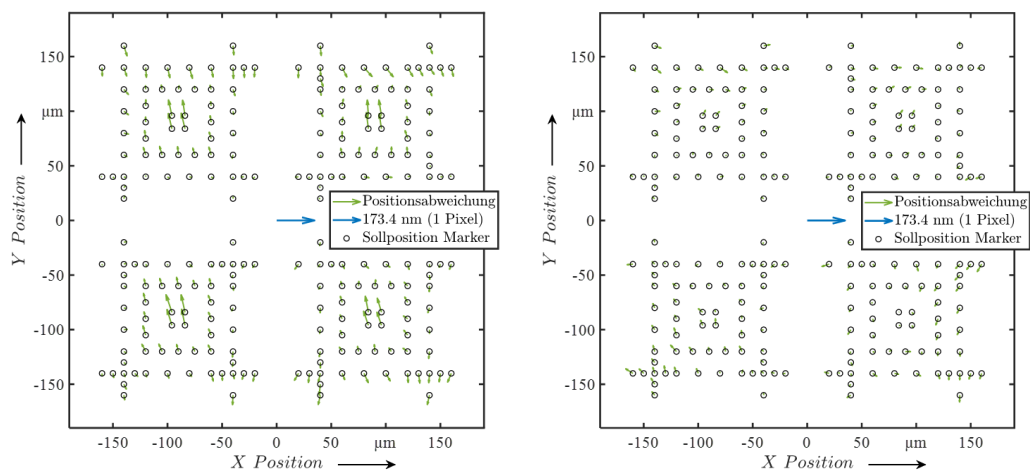 150
100
µm
50
0
-50
-100
-150
Y Position
Positionsabweichung
173.4 nm (1 Pixel)
Sollposition Marker
-150 -100 -50 0 50 µm 150
X Position
150
100
µm
50
0
-50
-100
-150
Y Position
Positionsabweichung
173.4 nm (1 Pixel)
Sollposition Marker
-150 -100 -50 0 50 µm 150
X Position